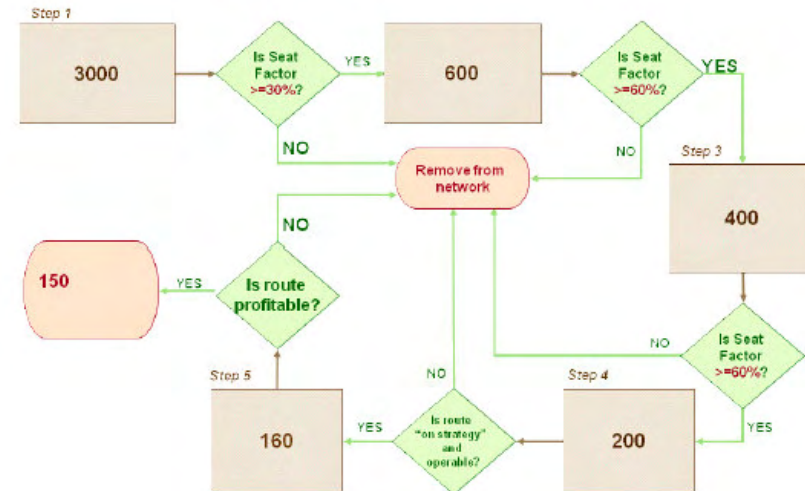 Step 1
3000
Is Seat
Factor
>=30%?
YES
600
Is Seat
Factor
>=60%?
YES
NO
NO
Remove from
network
Step 3
400
NO
150
YES
Is route
profitable?
Is Seat
Factor
>=60%?
NO
Step 5
160
NO
YES
Is route
"on strategy"
and
operable?
Step 4
200
YES